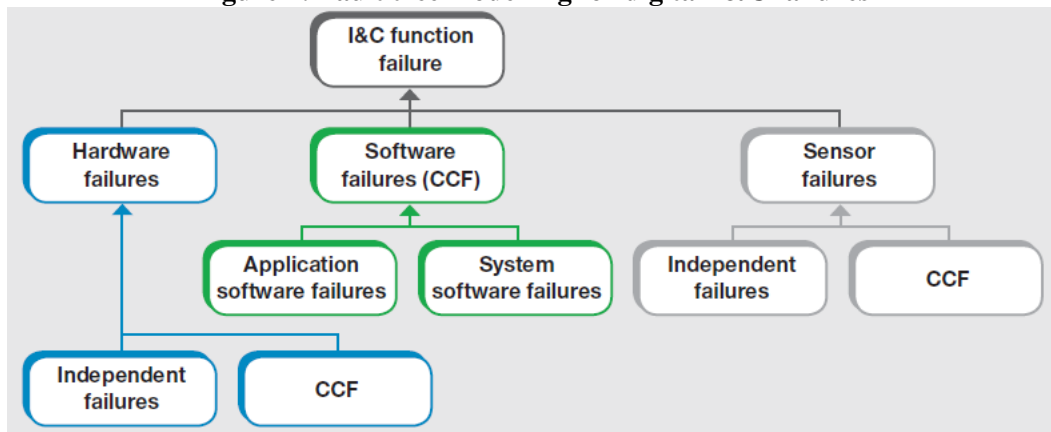 I&C function
failure
Hardware
failures
Software
failures (CCF)
Sensor
failures
Application
software failures
System
software failures
Independent
failures
CCF
Independent
failures
CCF